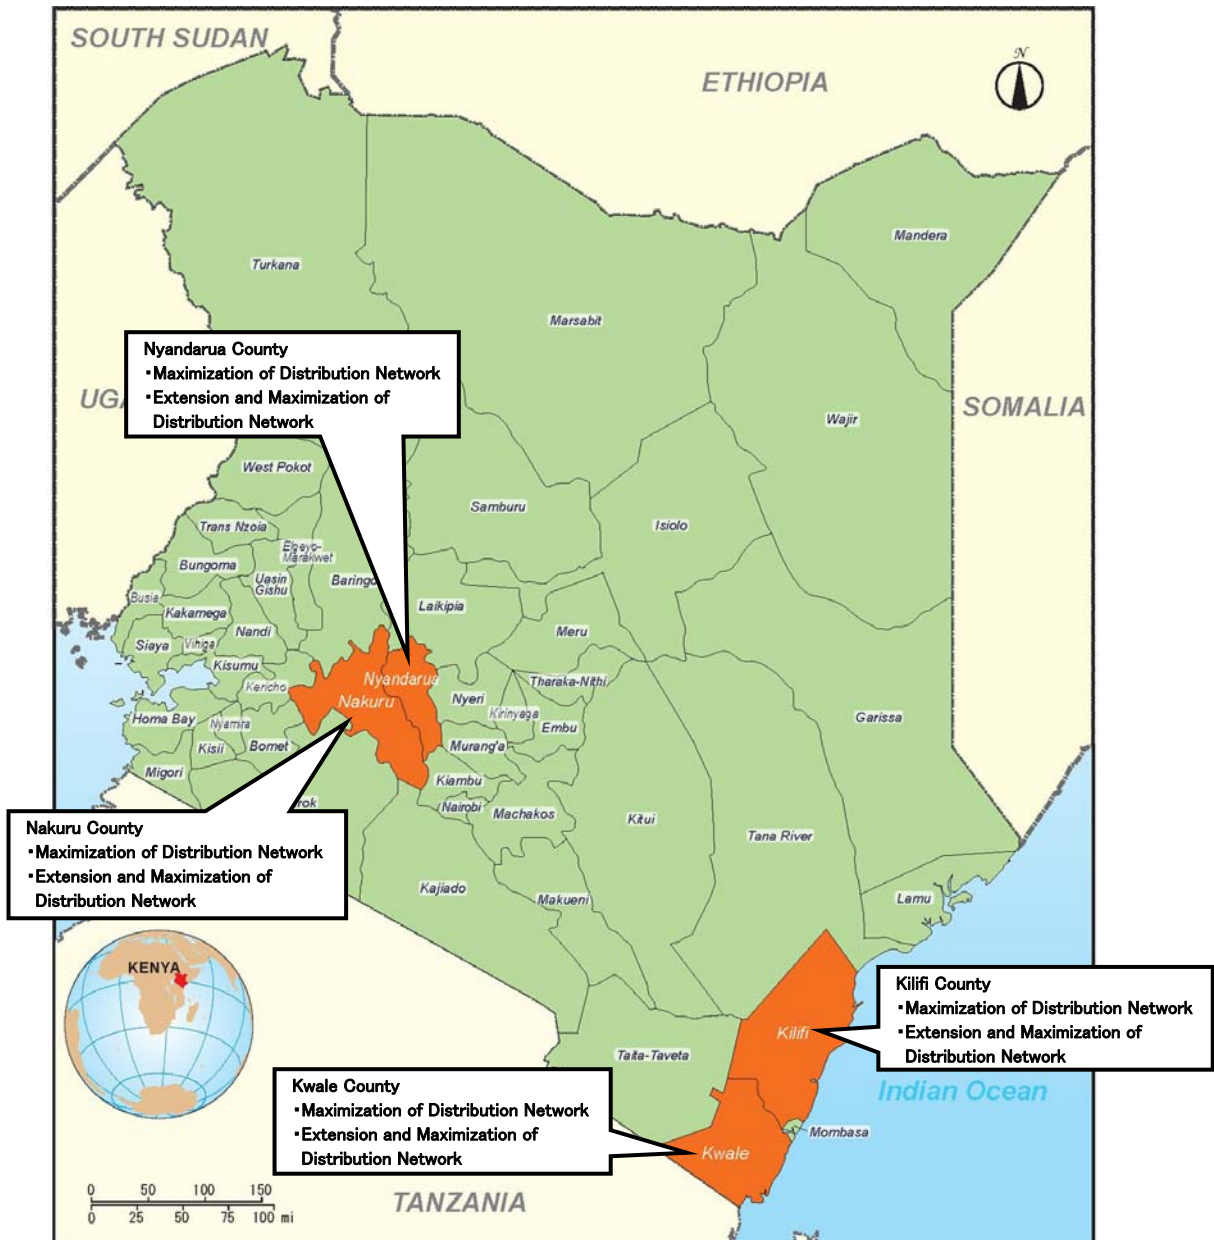 SOUTH SUDAN
ETHIOPIA
N
Mandera
Turkana
Marsabit
Nyandarua County
・Maximization of Distribution Network
・Extension and Maximization of
Distribution Network
UGA
SOMALIA
Wajir
West Pokot
Samburu
Isiolo
Trans Nzoia
Elgeyo-
Marakwet
Bungoma
Uasin
Gishu
Baringo
Busia
Kakamega
Laikipia
Nandi
Meru
Siaya
Vihiga
Kisumu
Kericho
Nyandarua
Nakuru
Tharaka-Nithi
Nyeri
Kirinyaga
Embu
Garissa
Homa Bay
Nyamira
Kisii
Bomet
Murang'a
Migori
Kiambu
rok
Nairobi
Machakos
Kitui
Tana River
Nakuru County
・Maximization of Distribution Network
・Extension and Maximization of
Distribution Network
Kajiado
Makueni
Lamu
KENYA
Kilifi County
・Maximization of Distribution Network
・Extension and Maximization of
Distribution Network
Kilifi
Taita-Taveta
Kwale County
・Maximization of Distribution Network
・Extension and Maximization of
Distribution Network
Indian Ocean
Mombasa
Kwale
TANZANIA
0 50 100 150
0 25 50 75 100 mi